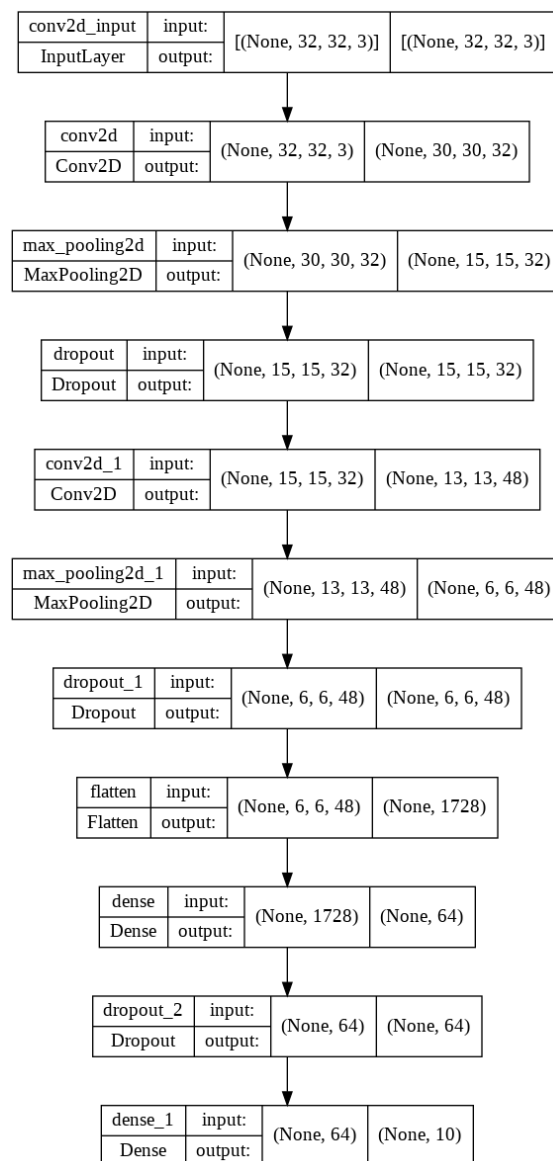 conv2d_input input: [(None, 32, 32, 3)] [(None, 32, 32, 3)]
InputLayer output:
conv2d input: (None, 32, 32, 3) (None, 30, 30, 32)
Conv2D output:
max_pooling2d input: (None, 30, 30, 32) (None, 15, 15, 32)
MaxPooling2D output:
dropout input: (None, 15, 15, 32) (None, 15, 15, 32)
Dropout output:
conv2d_1 input: (None, 15, 15, 32) (None, 13, 13, 48)
Conv2D output:
max_pooling2d_1 input: (None, 13, 13, 48) (None, 6, 6, 48)
MaxPooling2D output:
dropout_1 input: (None, 6, 6, 48) (None, 6, 6, 48)
Dropout output:
flatten input: (None, 6, 6, 48) (None, 1728)
Flatten output:
dense input: (None, 1728) (None, 64)
Dense output:
dropout_2 input: (None, 64) (None, 64)
Dropout output:
dense_1 input: (None, 64) (None, 10)
Dense output: